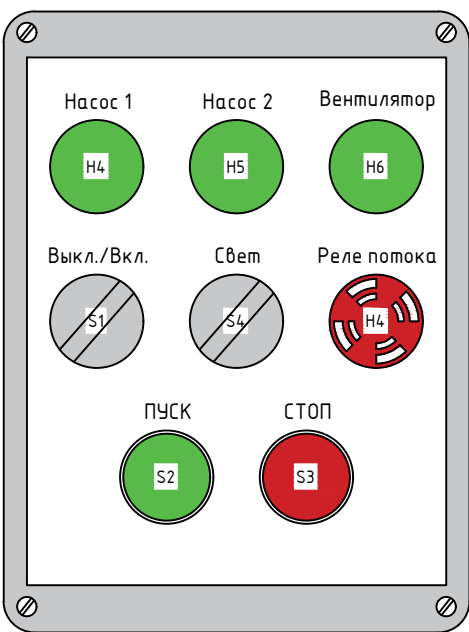 Насос 1 Насос 2 Вентилятор
H4 H5 H6
Выкл./Вкл. Свет Реле потока
S1 S4 H4
ПУСК СТОП
S2 S3